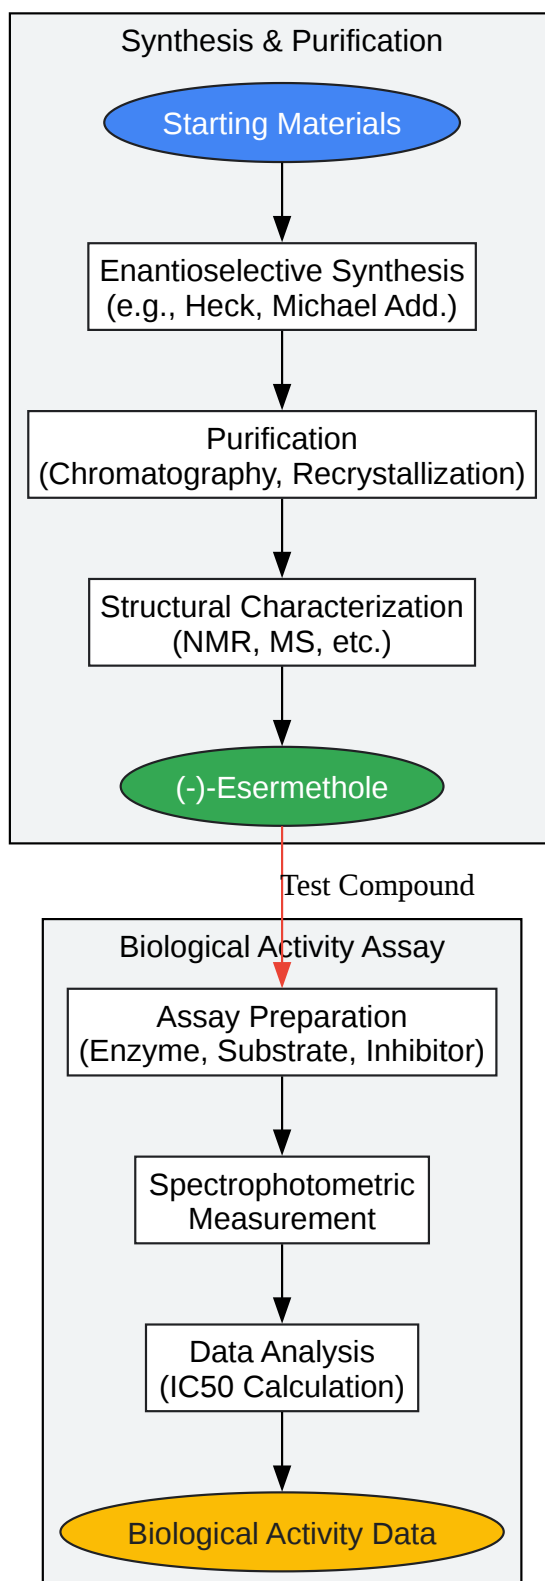 Synthesis & Purification
Starting Materials
Enantioselective Synthesis
(e.g., Heck, Michael Add.)
Purification
(Chromatography, Recrystallization)
Structural Characterization
(NMR, MS, etc.)
(-)-Esermethole
Test Compound
Biological Activity Assay
Assay Preparation
(Enzyme, Substrate, Inhibitor)
Spectrophotometric
Measurement
Data Analysis
(IC50 Calculation)
Biological Activity Data